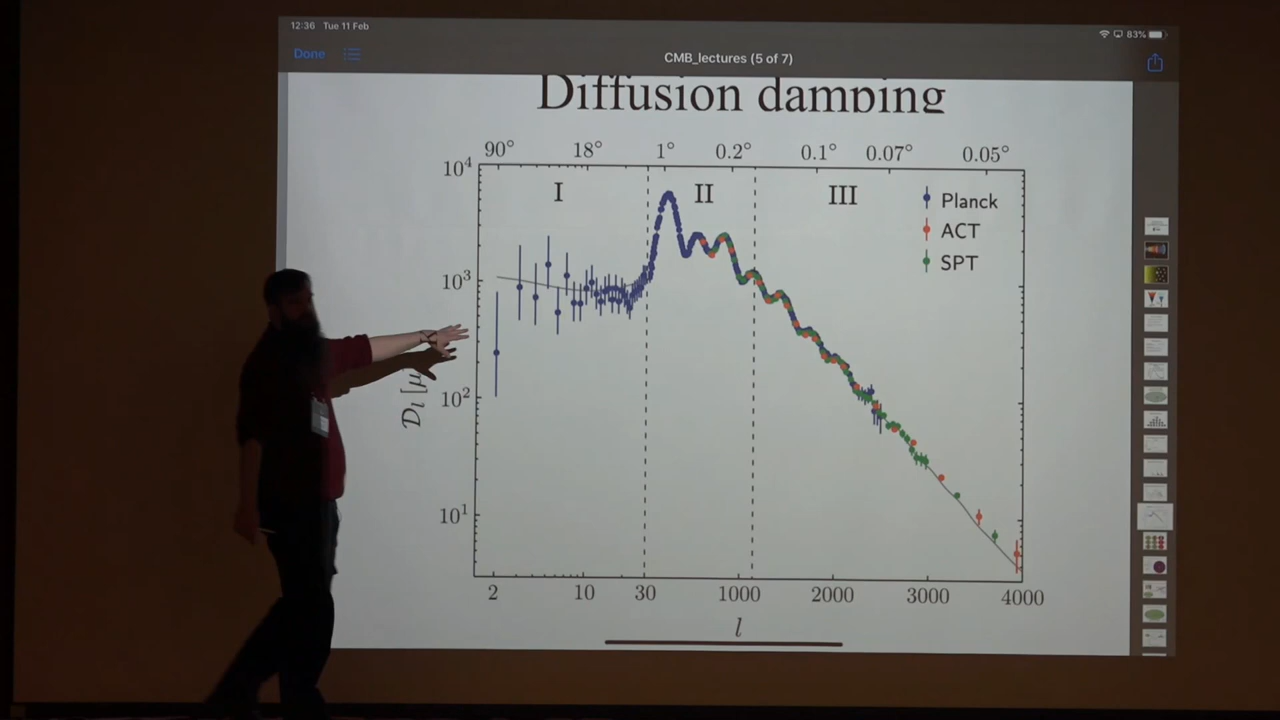 12:36 Tue 11 Feb
83%
Done
CMB_lectures (5 of 7)
Diffusion damping
90° 18° 1° 0.2° 0.1° 0.07° 0.05°
10⁴
I II III
Planck
ACT
SPT
10³
10²
10¹
𝒟ₗ [μ
2 10 30 1000 2000 3000 4000
l